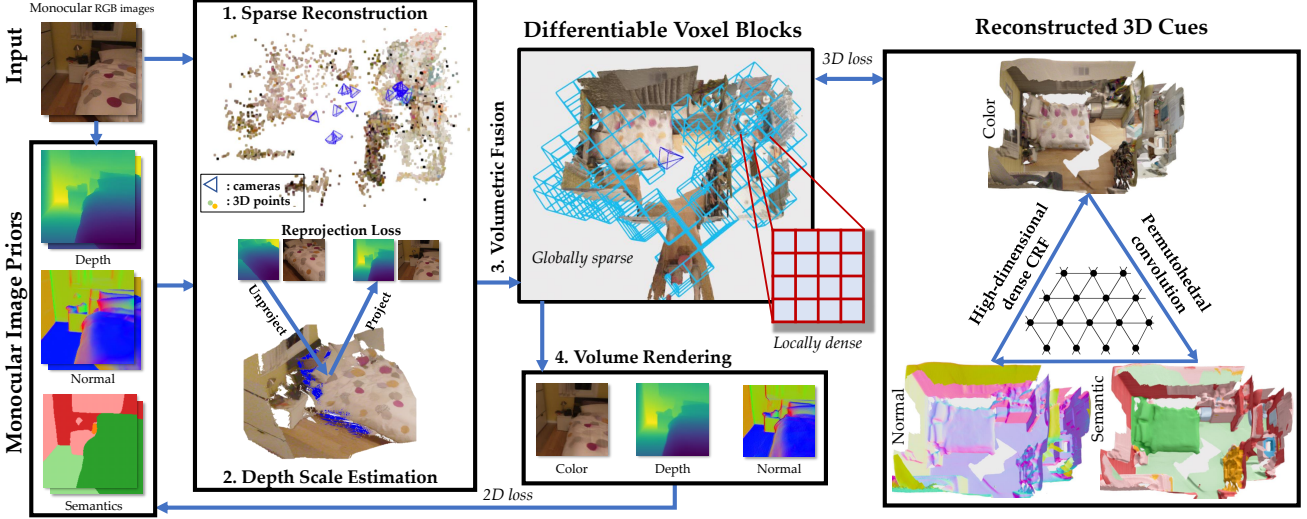 Input
Monocular RGB images
Monocular Image Priors
Depth
Normal
Semantics
1. Sparse Reconstruction
: cameras
: 3D points
Reprojection Loss
Unproject
Project
2. Depth Scale Estimation
3. Volumetric Fusion
Differentiable Voxel Blocks
Globally sparse
Locally dense
4. Volume Rendering
Color
Depth
Normal
2D loss
3D loss
Reconstructed 3D Cues
Color
High-dimensional
dense CRF
Permutohedral
convolution
Normal
Semantic